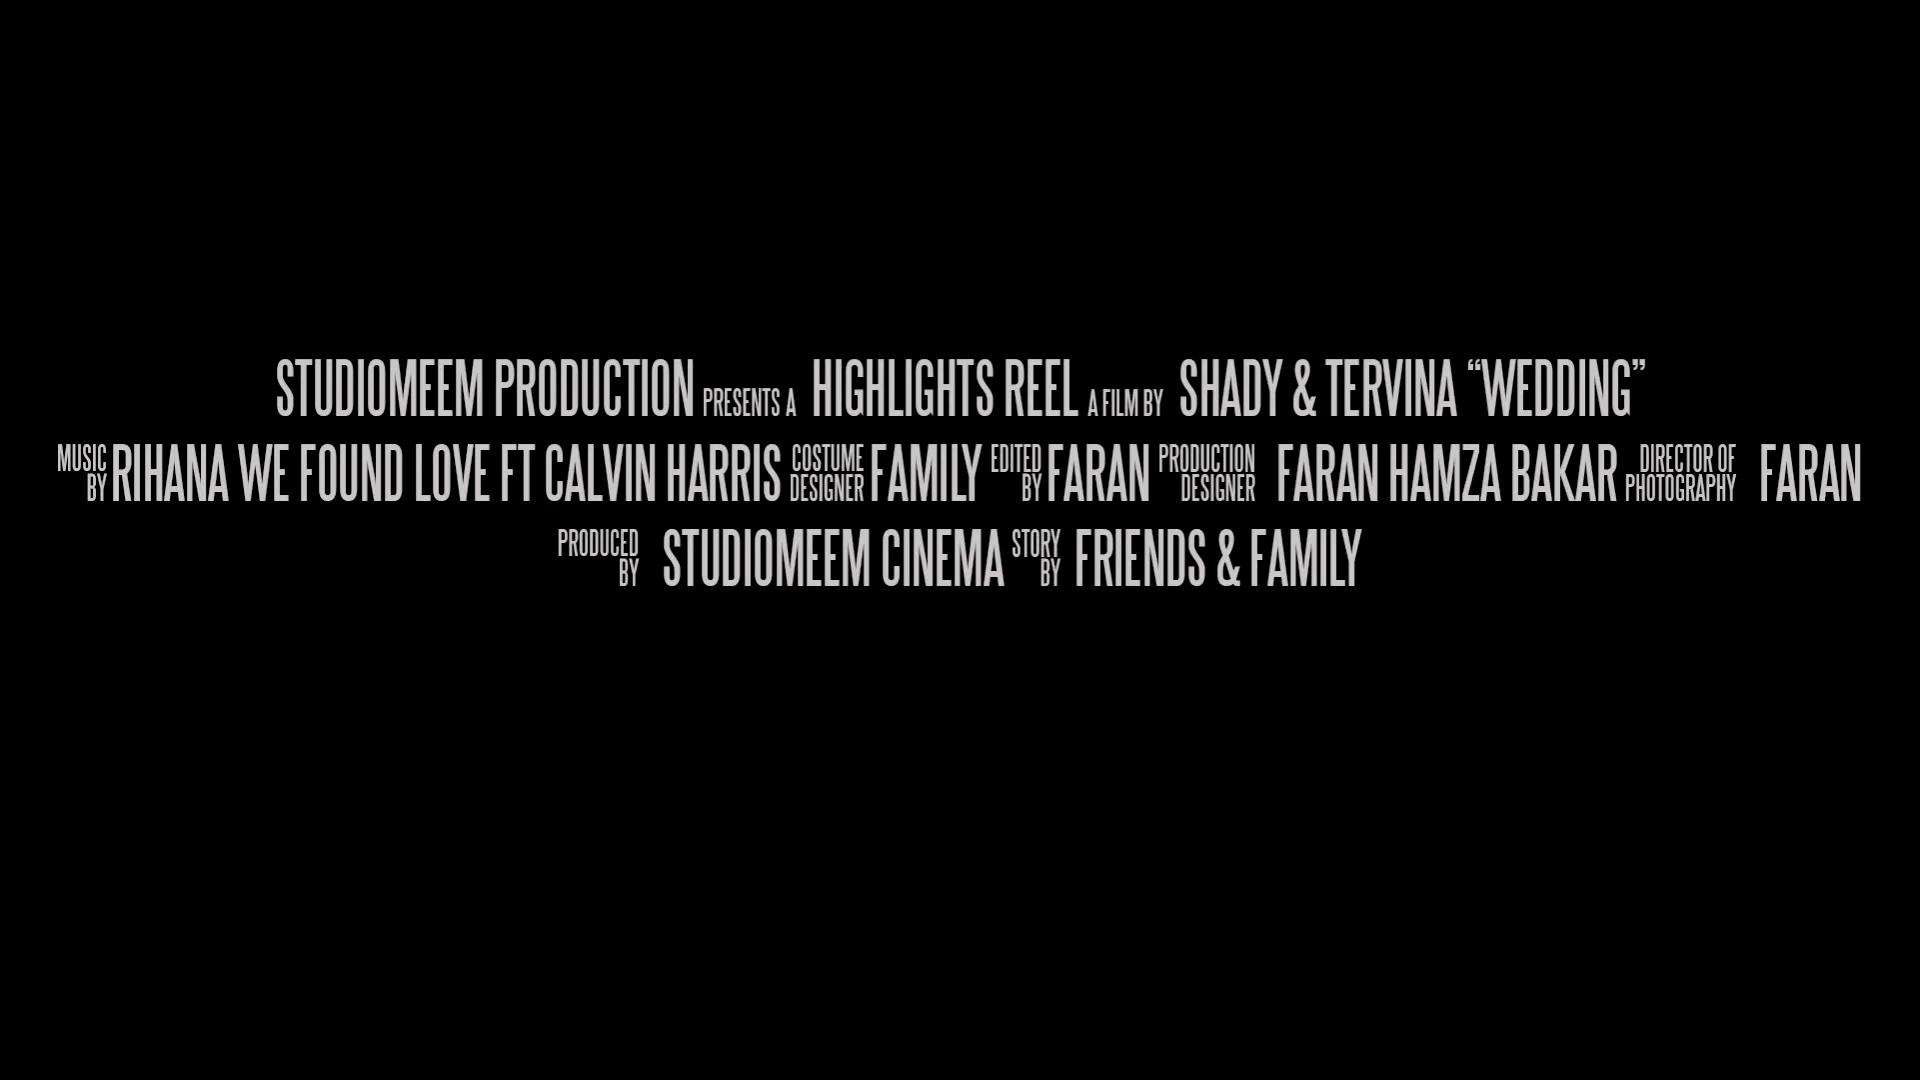 STUDIOMEEM PRODUCTION PRESENTS A HIGHLIGHTS REEL A FILM BY SHADY & TERVINA “WEDDING”
MUSIC BY RIHANA WE FOUND LOVE FT CALVIN HARRIS COSTUME DESIGNER FAMILY EDITED BY FARAN PRODUCTION DESIGNER FARAN HAMZA BAKAR DIRECTOR OF PHOTOGRAPHY FARAN
PRODUCED BY STUDIOMEEM CINEMA STORY BY FRIENDS & FAMILY